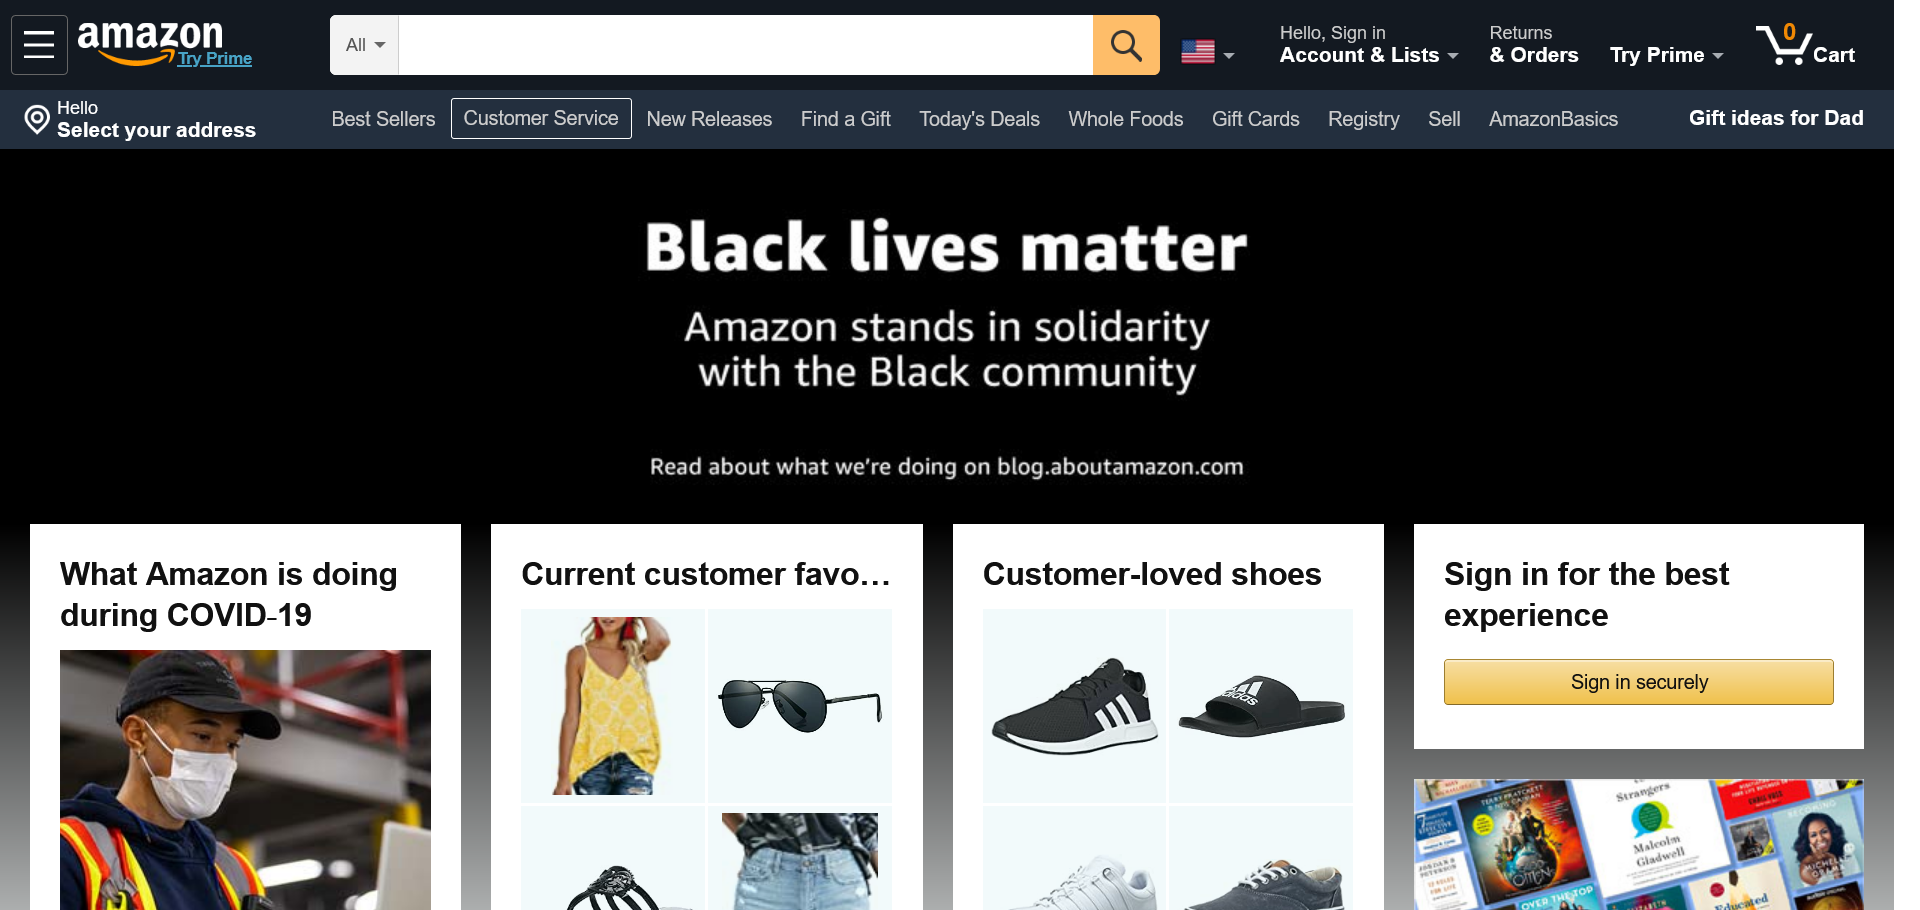 amazon
Try Prime
All
Hello, Sign in
Account & Lists
Returns
& Orders
Try Prime
0
Cart
Hello
Select your address
Best Sellers
Customer Service
New Releases
Find a Gift
Today's Deals
Whole Foods
Gift Cards
Registry
Sell
AmazonBasics
Gift ideas for Dad
Black lives matter
Amazon stands in solidarity
with the Black community
Read about what we're doing on blog.aboutamazon.com
What Amazon is doing
during COVID-19
Current customer favo...
Customer-loved shoes
adidas
Sign in for the best
experience
Sign in securely
TERRY PRATCHETT
Strangers
Malcolm
Gladwell
BECOMING
MICHELLE
OBAMA
OMENS
OVER THE TOP
Educated